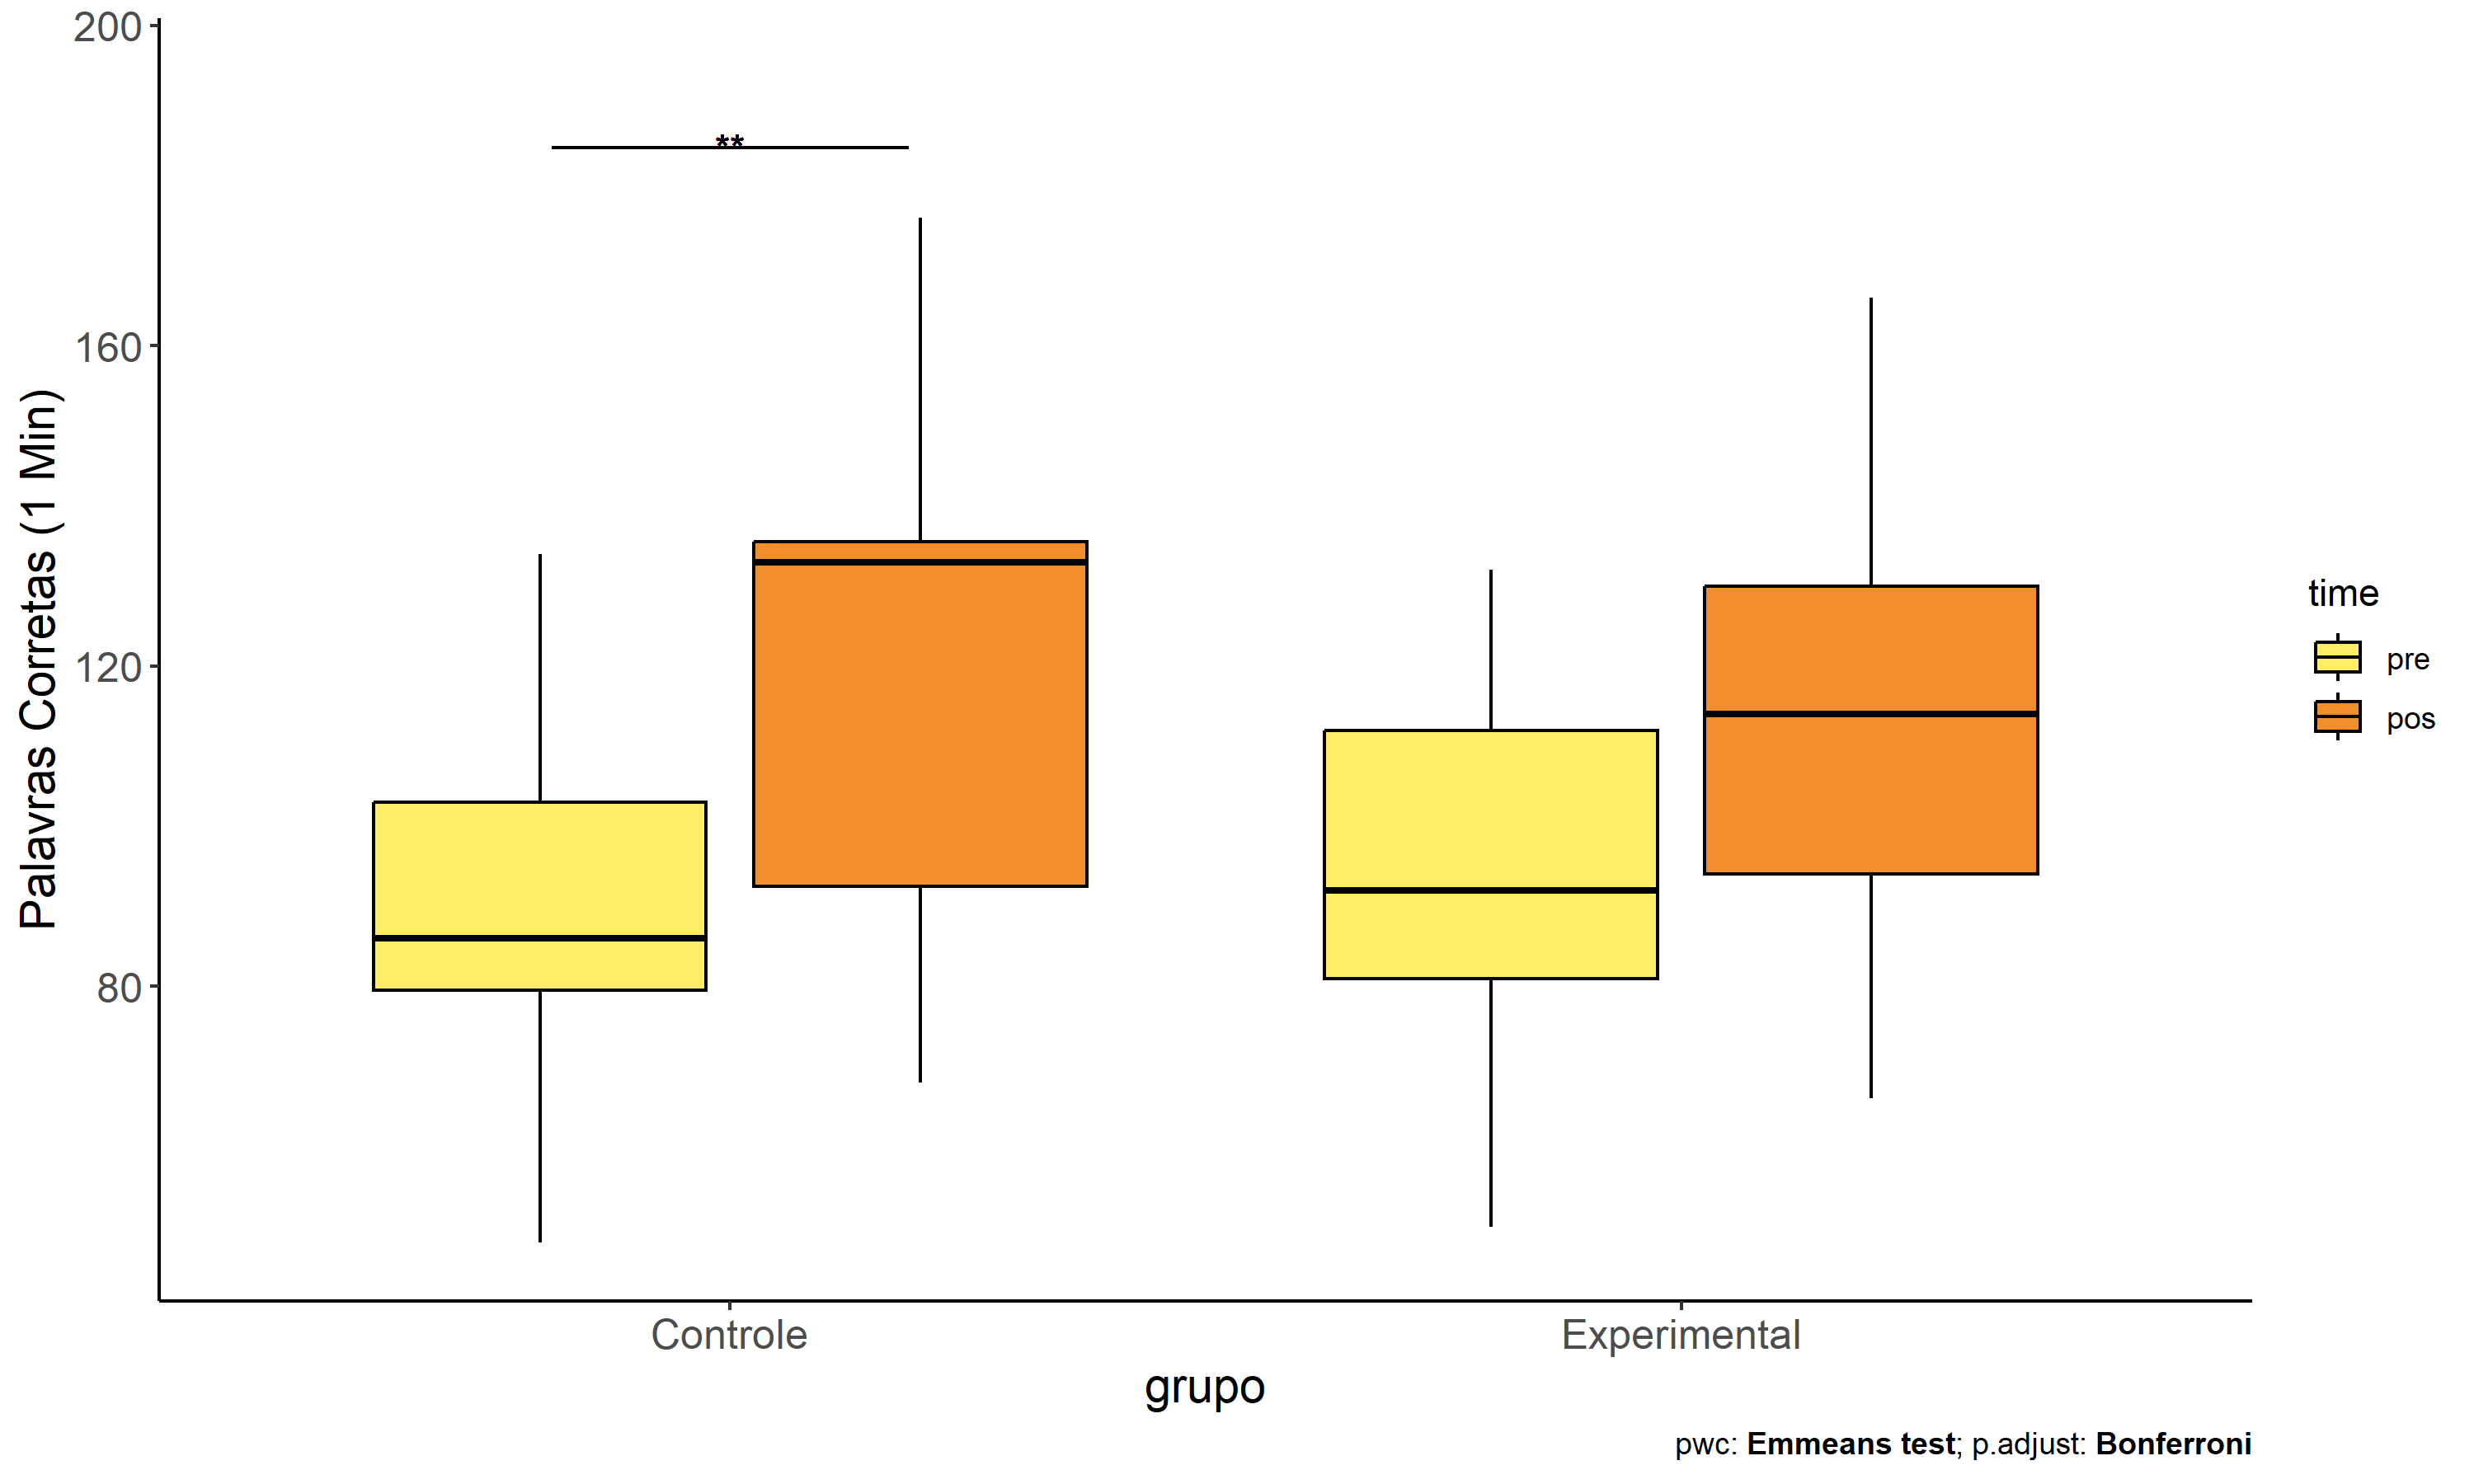 200
**
160
120
80
Palavras Corretas (1 Min)
Controle
Experimental
grupo
time
pre
pos
pwc: Emmeans test; p.adjust: Bonferroni